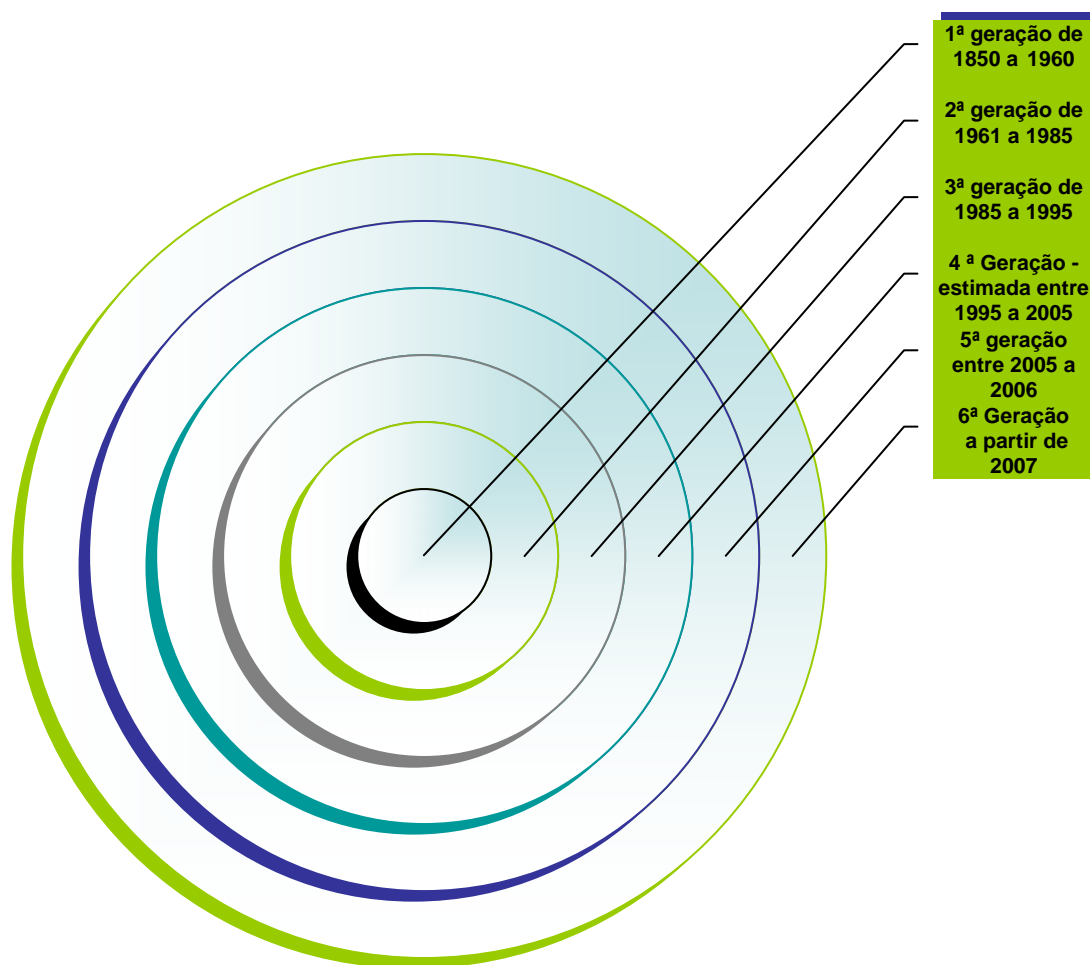 1ª geração de
1850 a 1960
2ª geração de
1961 a 1985
3ª geração de
1985 a 1995
4 ª Geração -
estimada entre
1995 a 2005
5ª geração
entre 2005 a
2006
6ª Geração
a partir de
2007